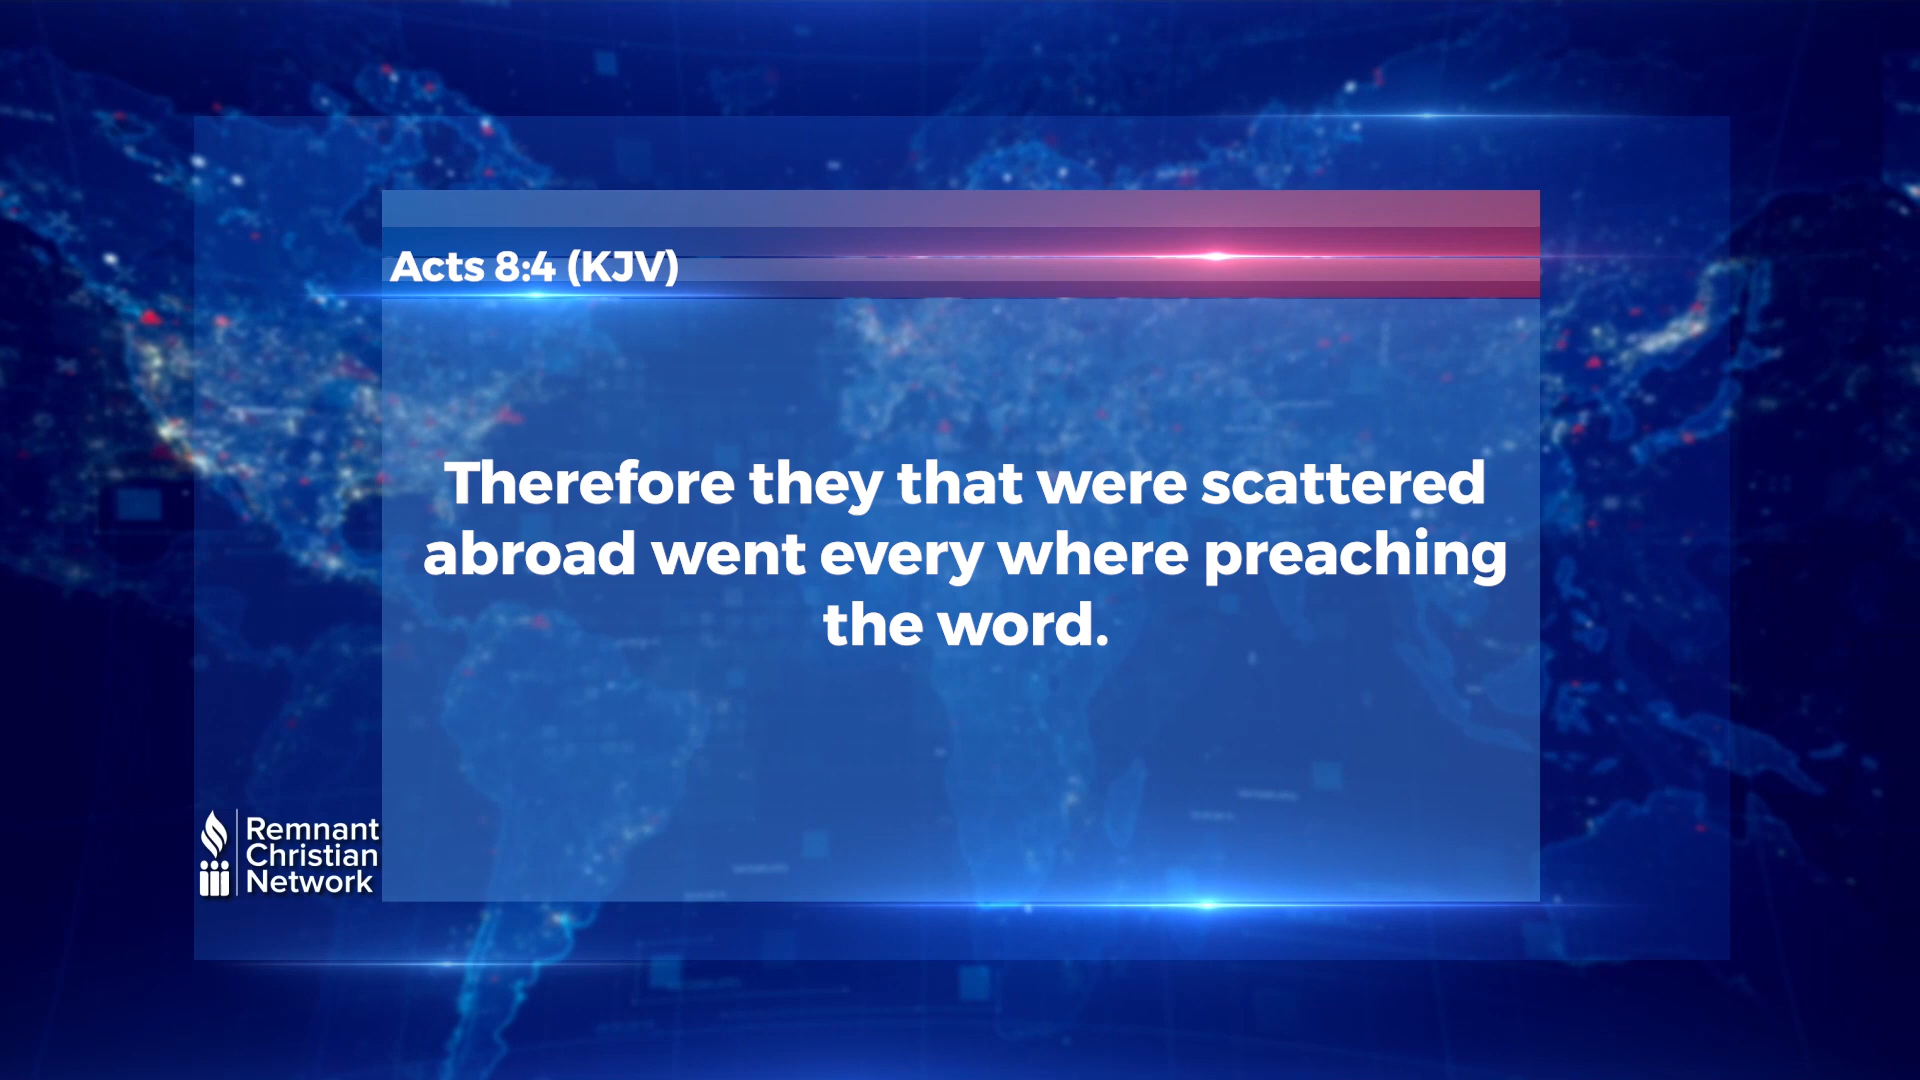 Acts 8:4 (KJV)
Therefore they that were scattered
abroad went every where preaching
the word.
Remnant
Christian
Network